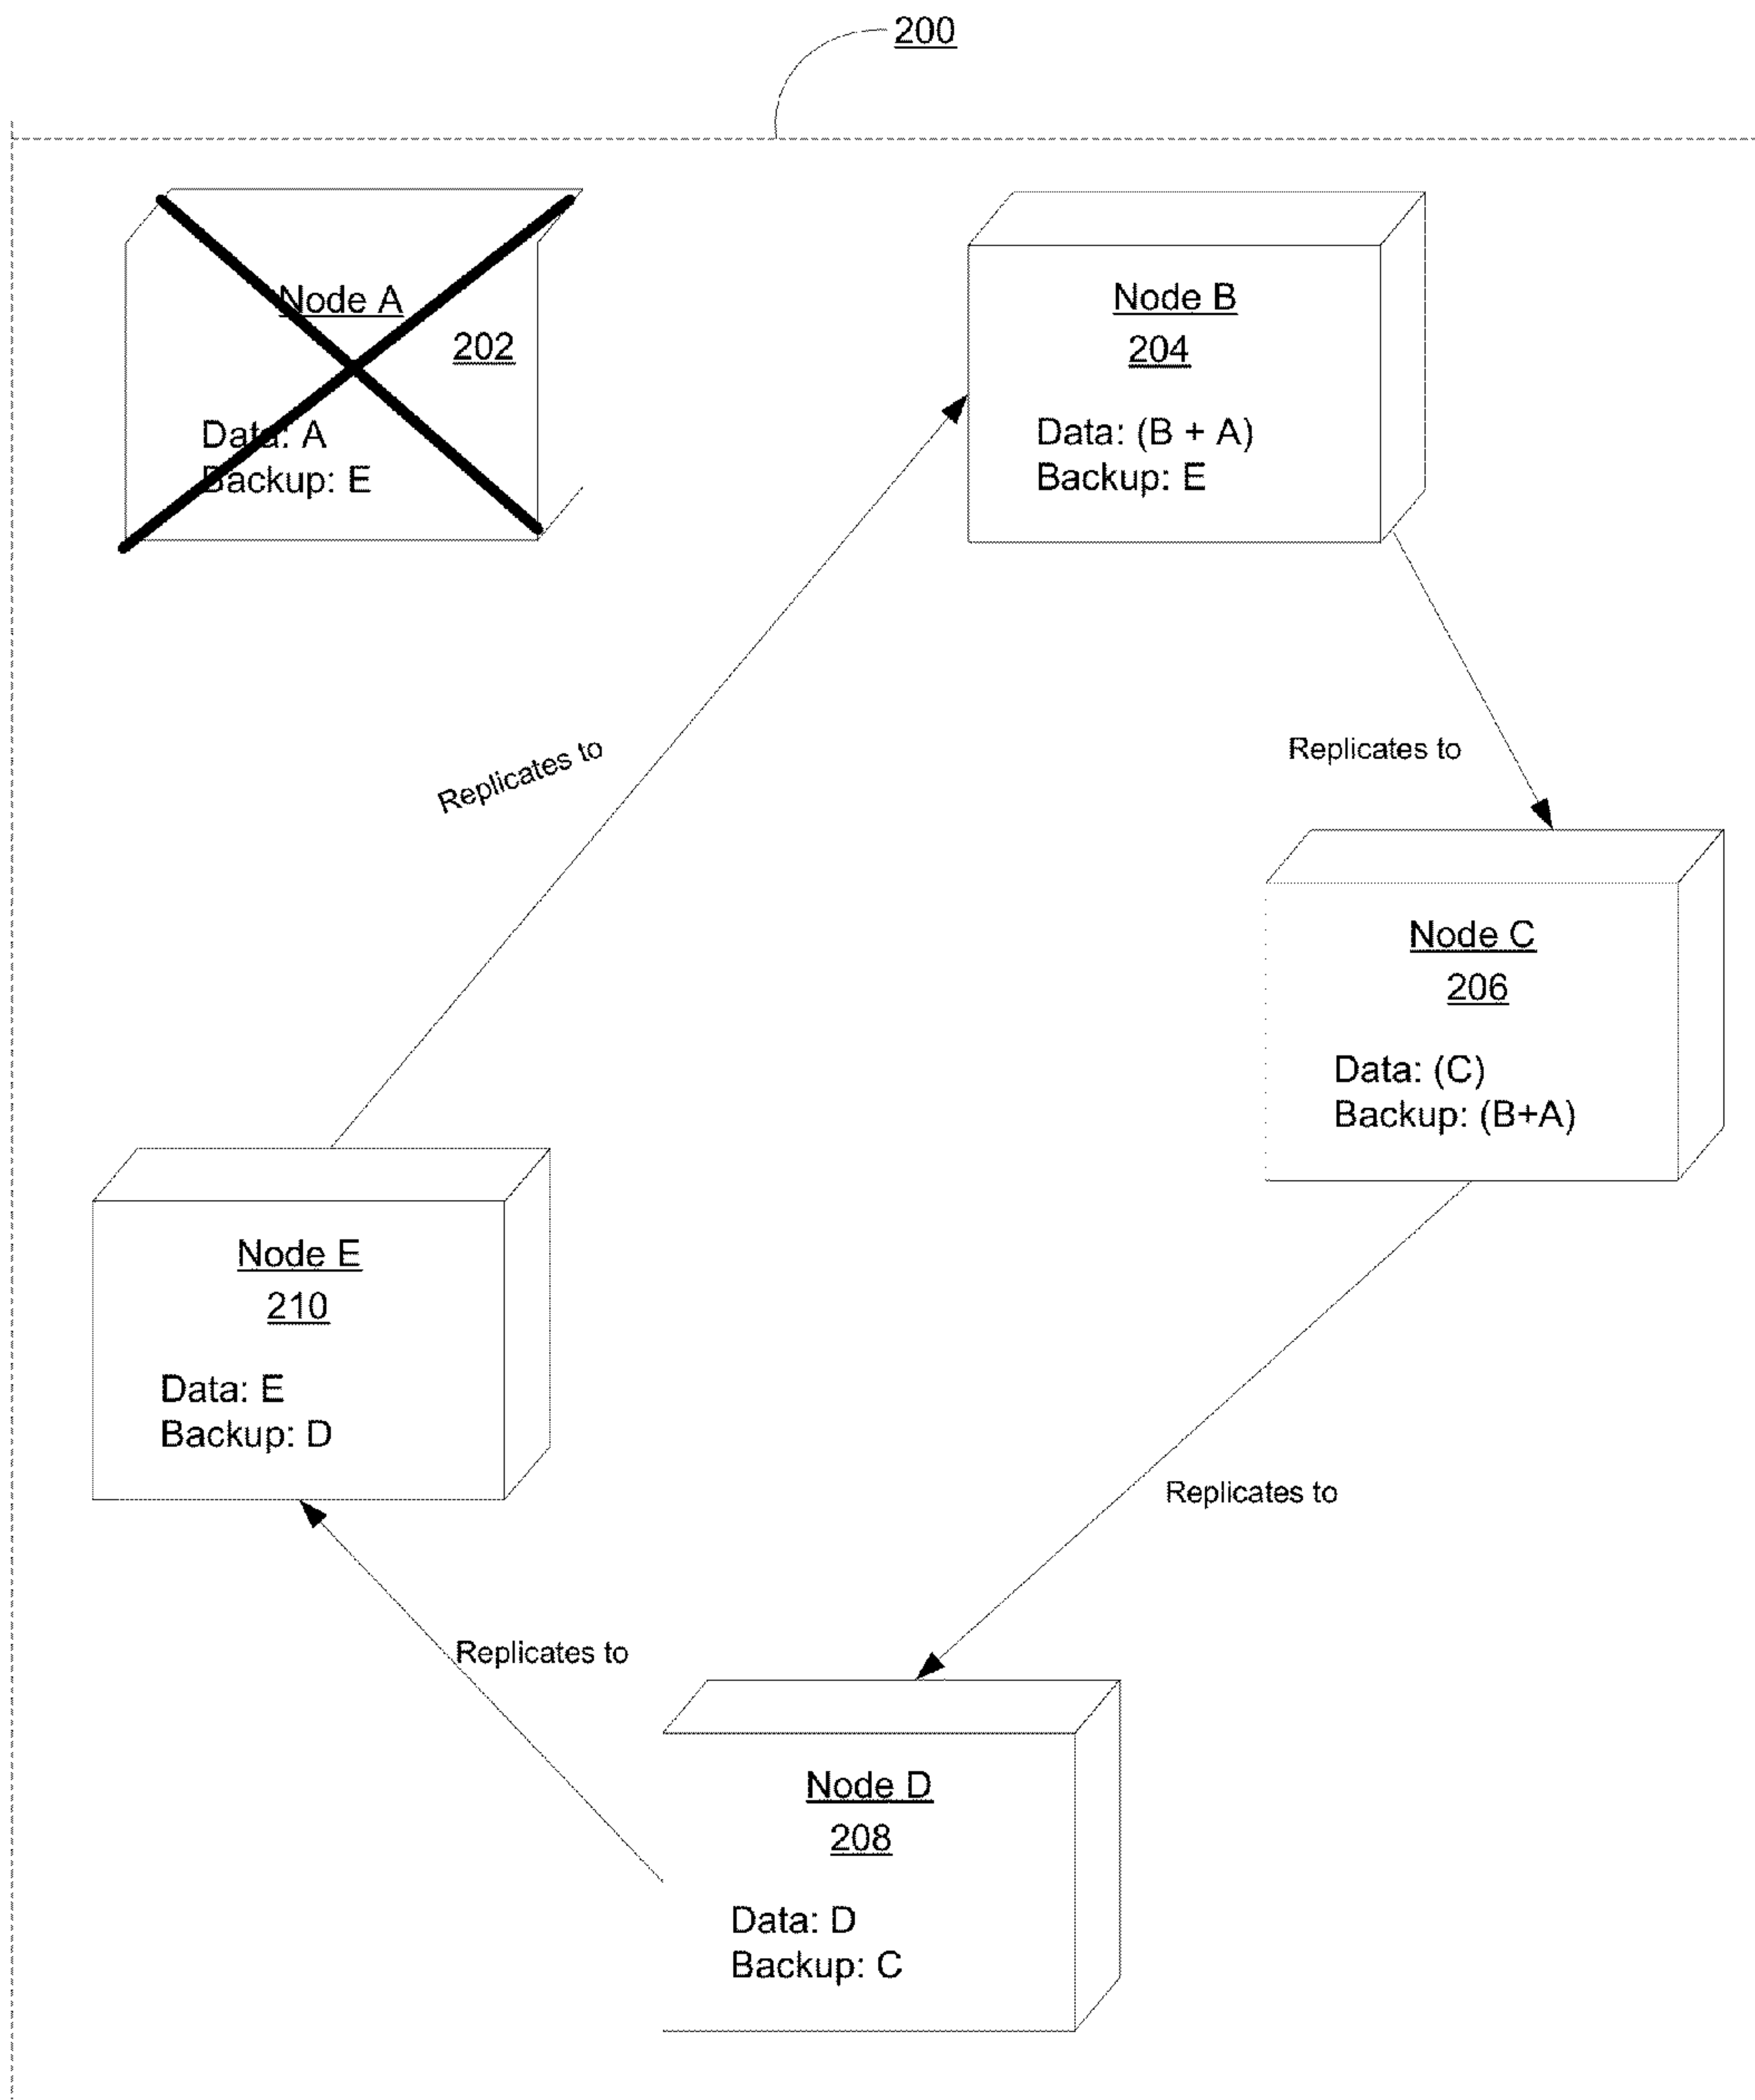 200
Node A
202
Data: A
Backup: E
Node B
204
Data: (B + A)
Backup: E
Replicates to
Replicates to
Node C
206
Data: (C)
Backup: (B+A)
Node E
210
Data: E
Backup: D
Replicates to
Replicates to
Node D
208
Data: D
Backup: C